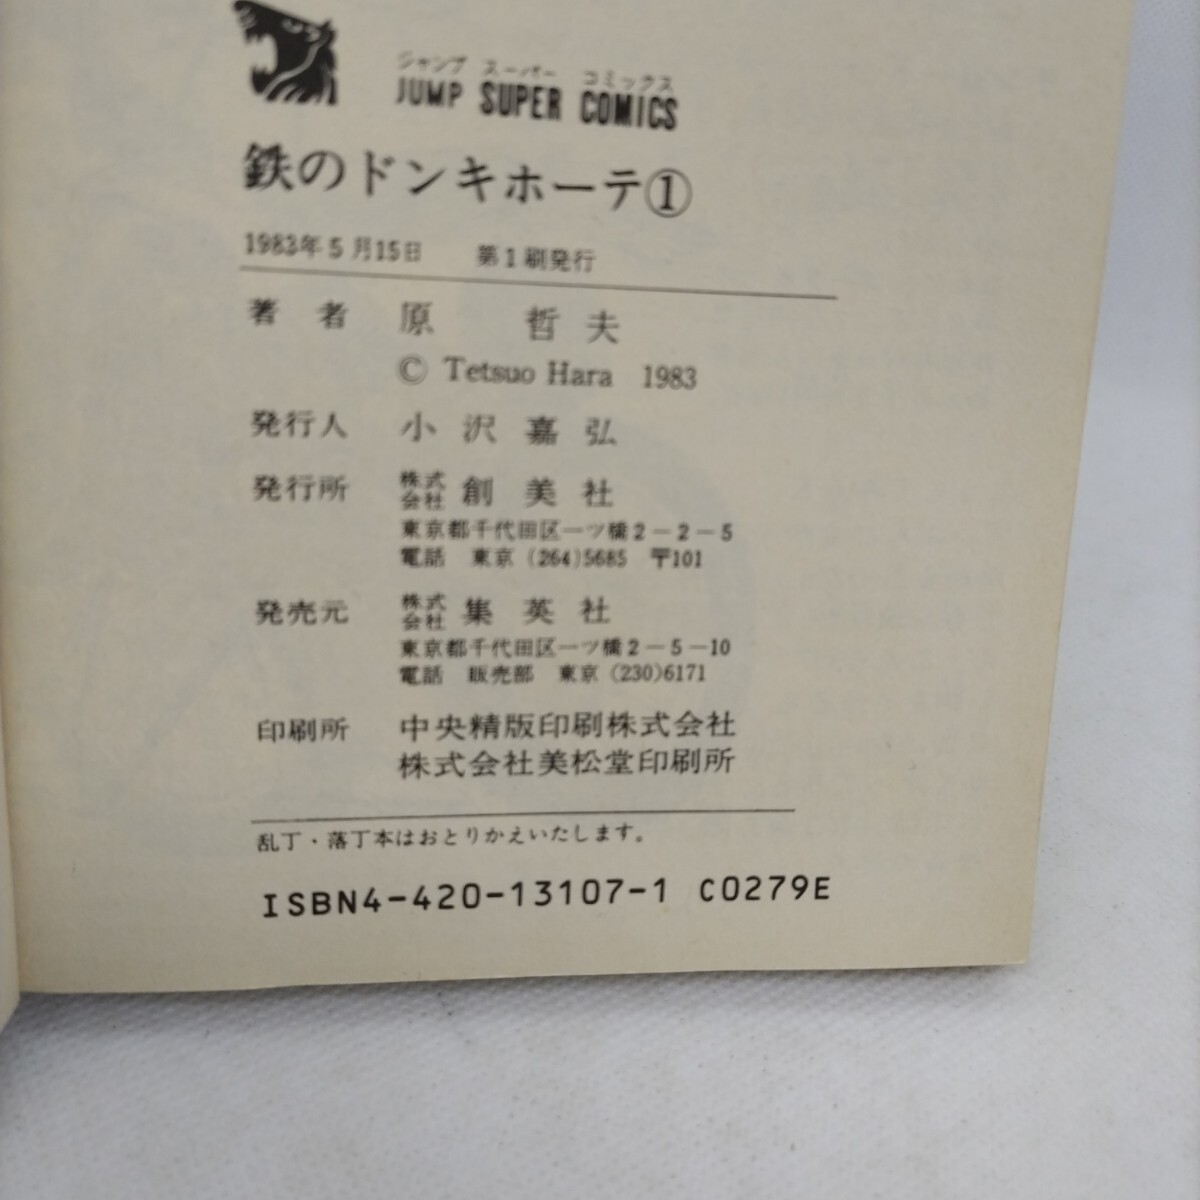 ジャンプ スーパー コミックス
JUMP SUPER COMICS
鉄のドンキホーテ①
1983年5月15日 第1刷発行
著者 原 哲夫
© Tetsuo Hara 1983
発行人 小沢嘉弘
発行所 株式会社 創美社
東京都千代田区一ツ橋2－2－5
電話 東京(264)5685 〒101
発売元 株式会社 集英社
東京都千代田区一ツ橋2－5－10
電話 販売部 東京(230)6171
印刷所 中央精版印刷株式会社
株式会社美松堂印刷所
乱丁・落丁本はおとりかえいたします。
ISBN4-420-13107-1 C0279E